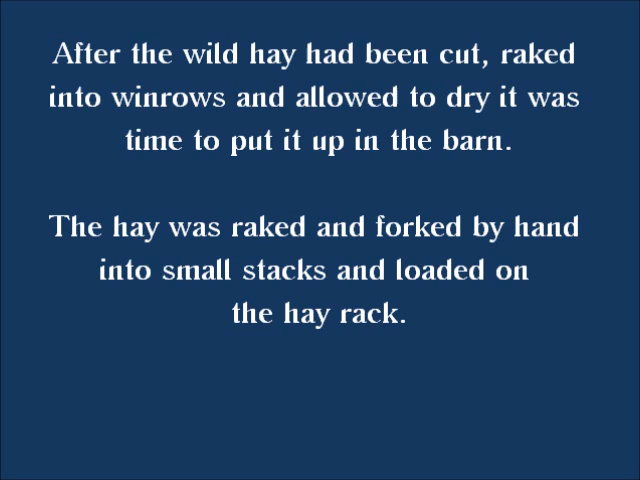 After the wild hay had been cut, raked
into winrows and allowed to dry it was
time to put it up in the barn.
The hay was raked and forked by hand
into small stacks and loaded on
the hay rack.